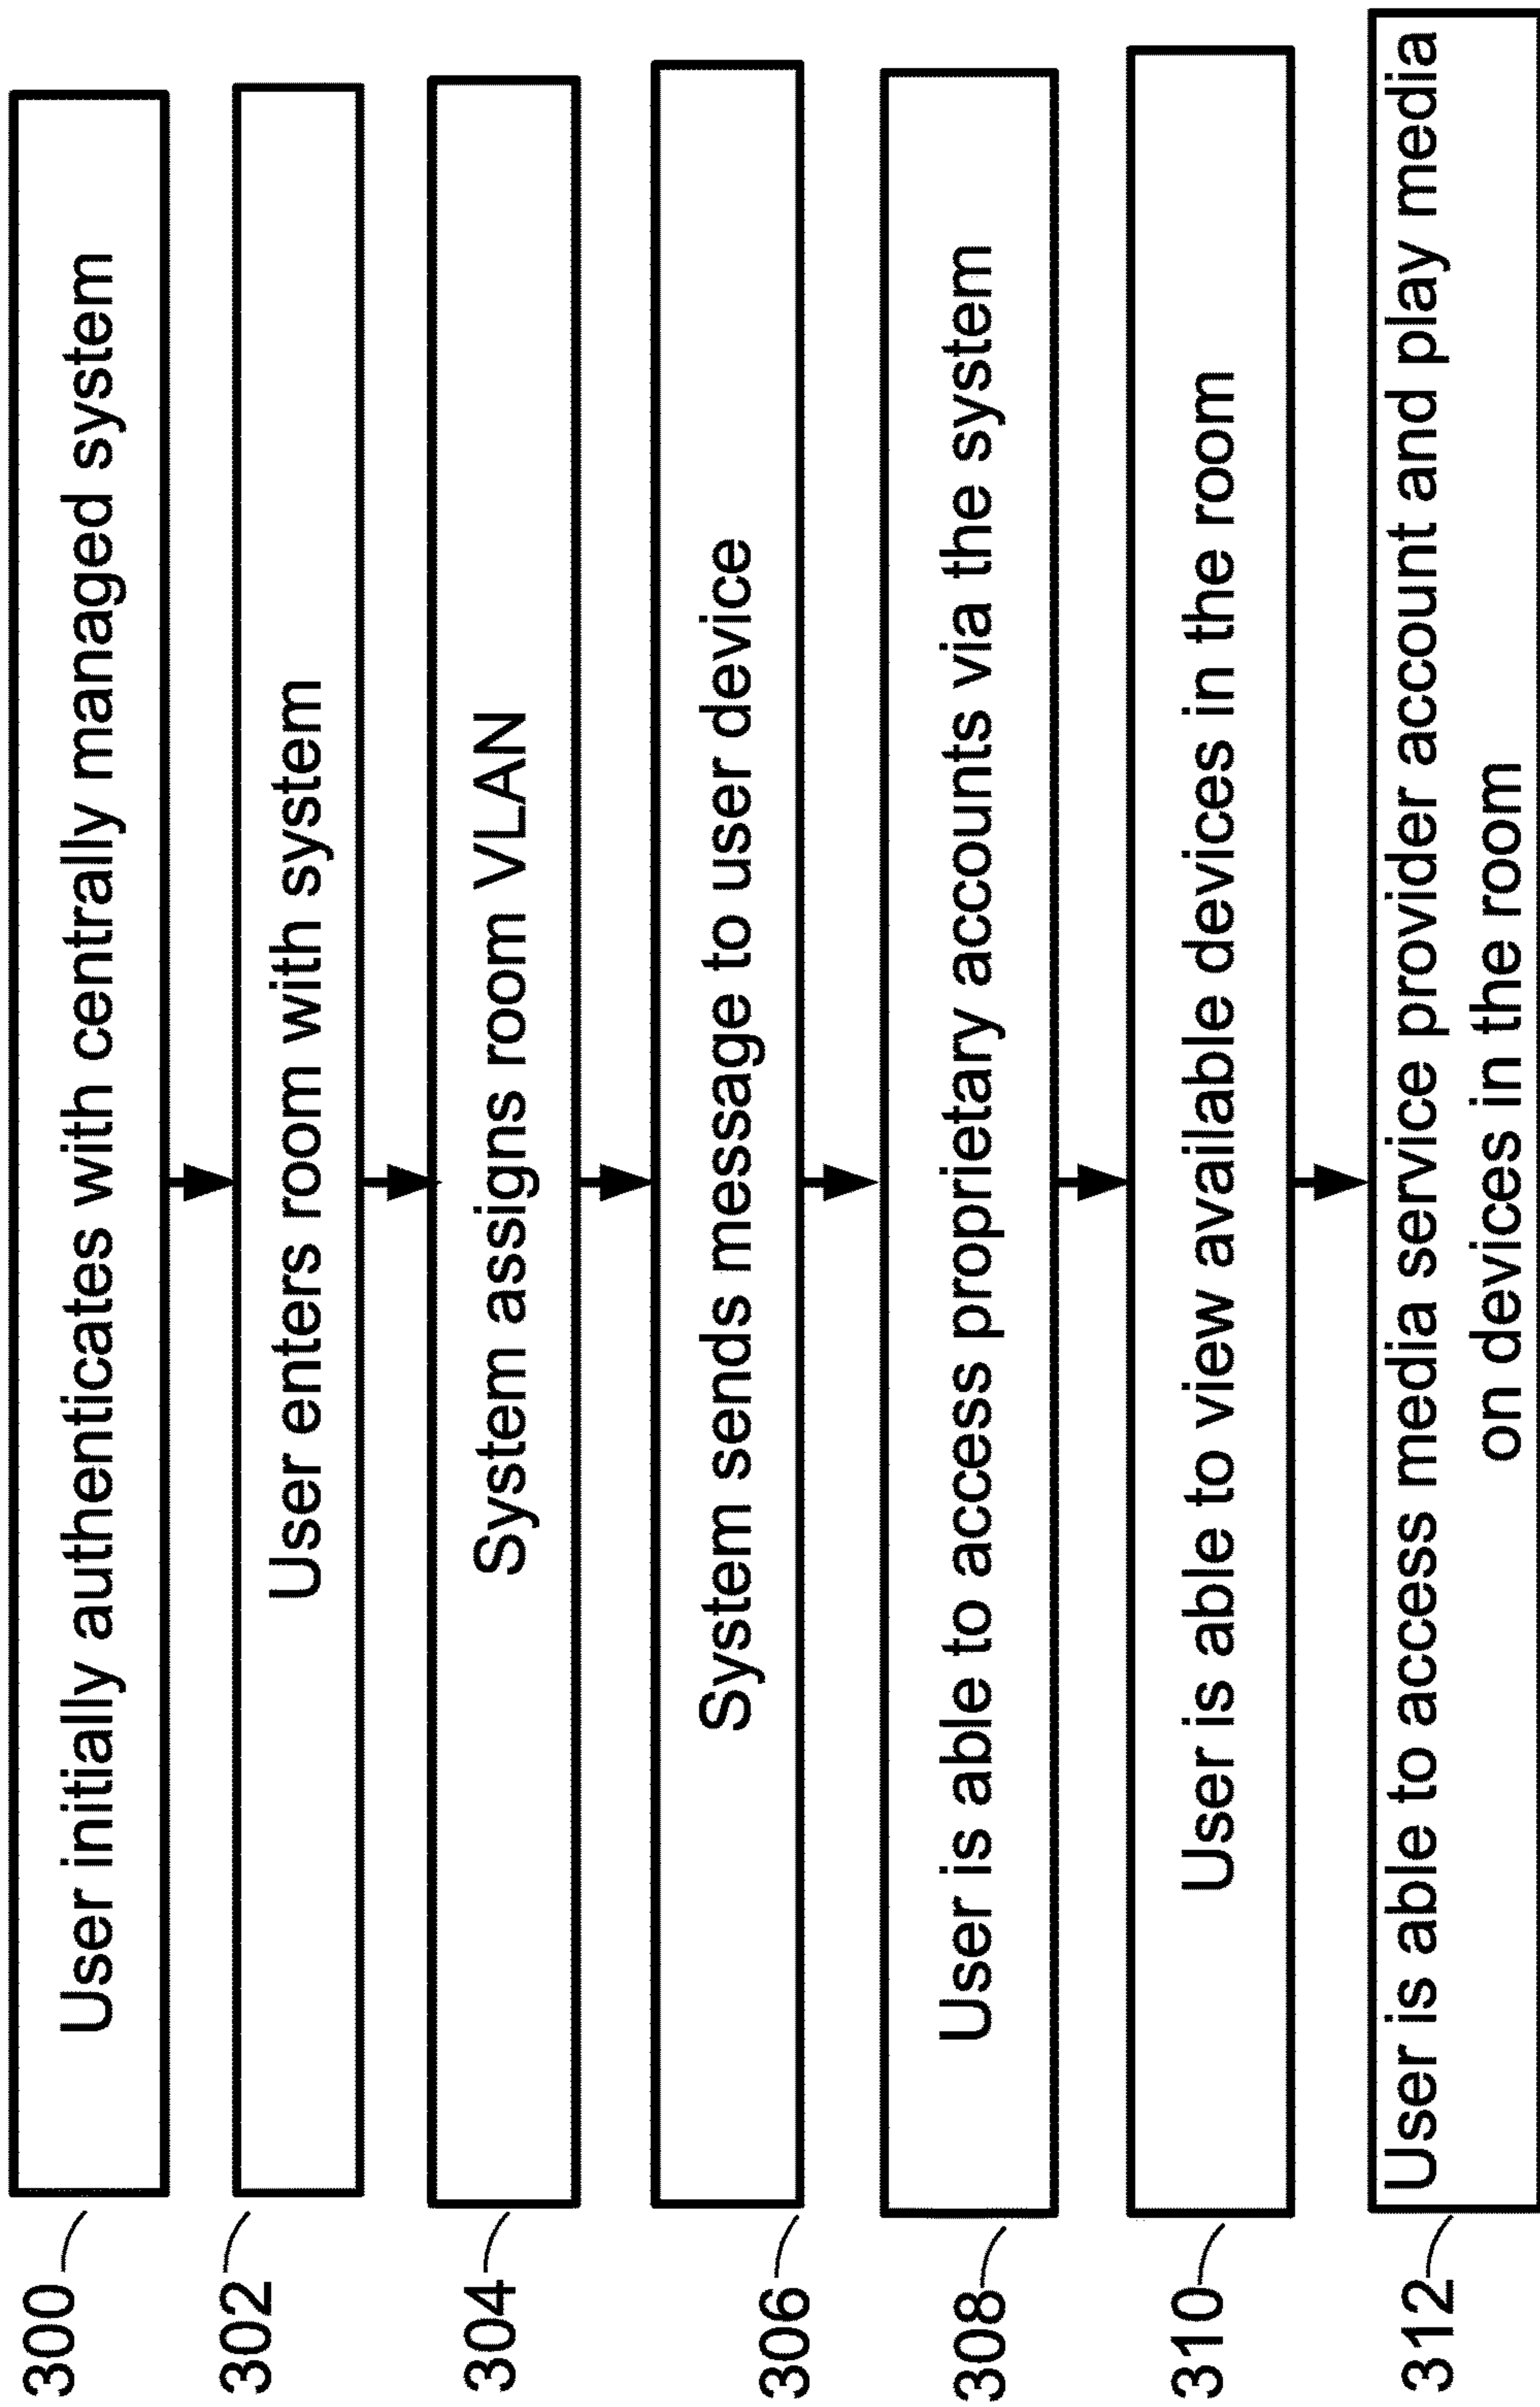 300
User initially authenticates with centrally managed system
302
User enters room with system
304
System assigns room VLAN
306
System sends message to user device
308
User is able to access proprietary accounts via the system
310
User is able to view available devices in the room
312
User is able to access media service provider account and play media
on devices in the room